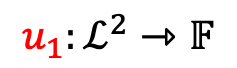 u₁: ℒ² → 𝔽